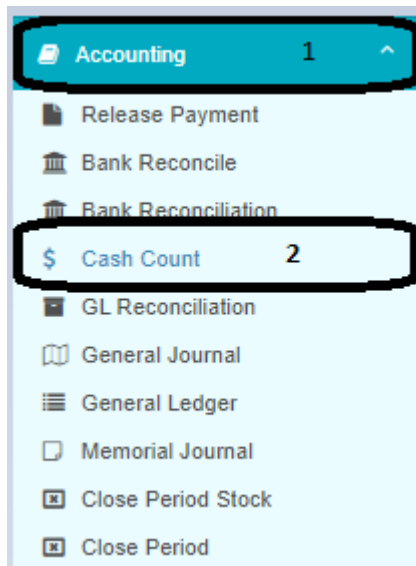 Accounting 1
Release Payment
Bank Reconcile
Bank Reconciliation
$ Cash Count 2
GL Reconciliation
General Journal
General Ledger
Memorial Journal
Close Period Stock
Close Period